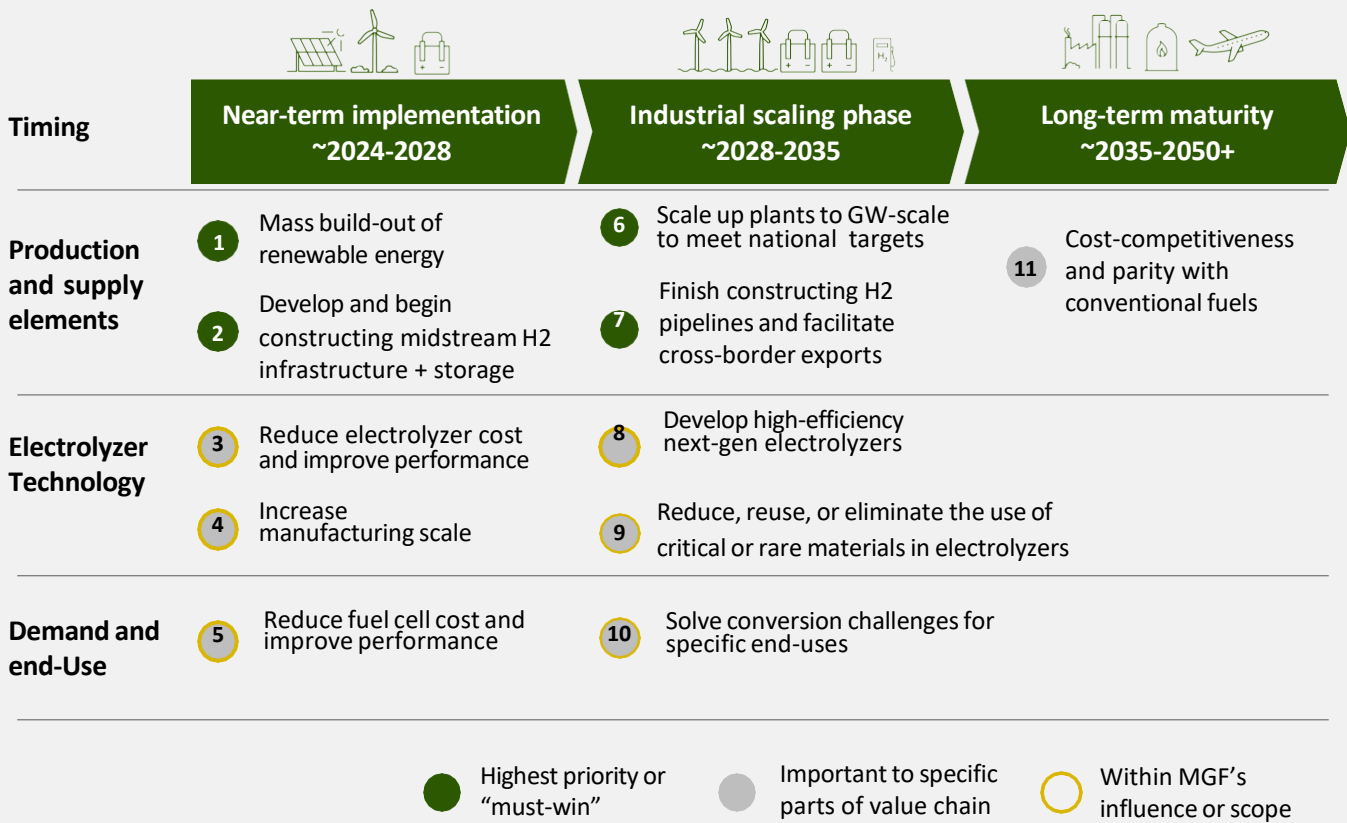 Timing
Near-term implementation
~2024-2028
Industrial scaling phase
~2028-2035
Long-term maturity
~2035-2050+
Production
and supply
elements
1
Mass build-out of
renewable energy
2
Develop and begin
constructing midstream H2
infrastructure + storage
6
Scale up plants to GW-scale
to meet national targets
7
Finish constructing H2
pipelines and facilitate
cross-border exports
11
Cost-competitiveness
and parity with
conventional fuels
Electrolyzer
Technology
3
Reduce electrolyzer cost
and improve performance
4
Increase
manufacturing scale
8
Develop high-efficiency
next-gen electrolyzers
9
Reduce, reuse, or eliminate the use of
critical or rare materials in electrolyzers
Demand and
end-Use
5
Reduce fuel cell cost and
improve performance
10
Solve conversion challenges for
specific end-uses
Highest priority or
“must-win”
Important to specific
parts of value chain
Within MGF’s
influence or scope
+ -
+ -
+ -
H2